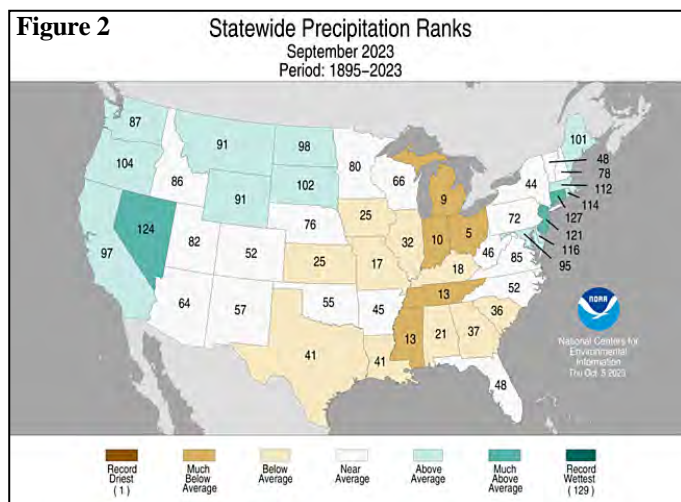 Figure 2
Statewide Precipitation Ranks
September 2023
Period: 1895-2023
87
91
98
80
101
48
78
112
114
127
121
116
95
104
86
102
66
9
44
91
76
25
32
10
5
72
97
124
82
52
25
17
18
46
85
64
57
55
45
13
52
41
41
13
21
37
36
48
NOAA
National Centers for
Environmental
Information
Thu Oct 5 2023
Record
Driest
(1)
Much
Below
Average
Below
Average
Near
Average
Above
Average
Much
Above
Average
Record
Wettest
(129)